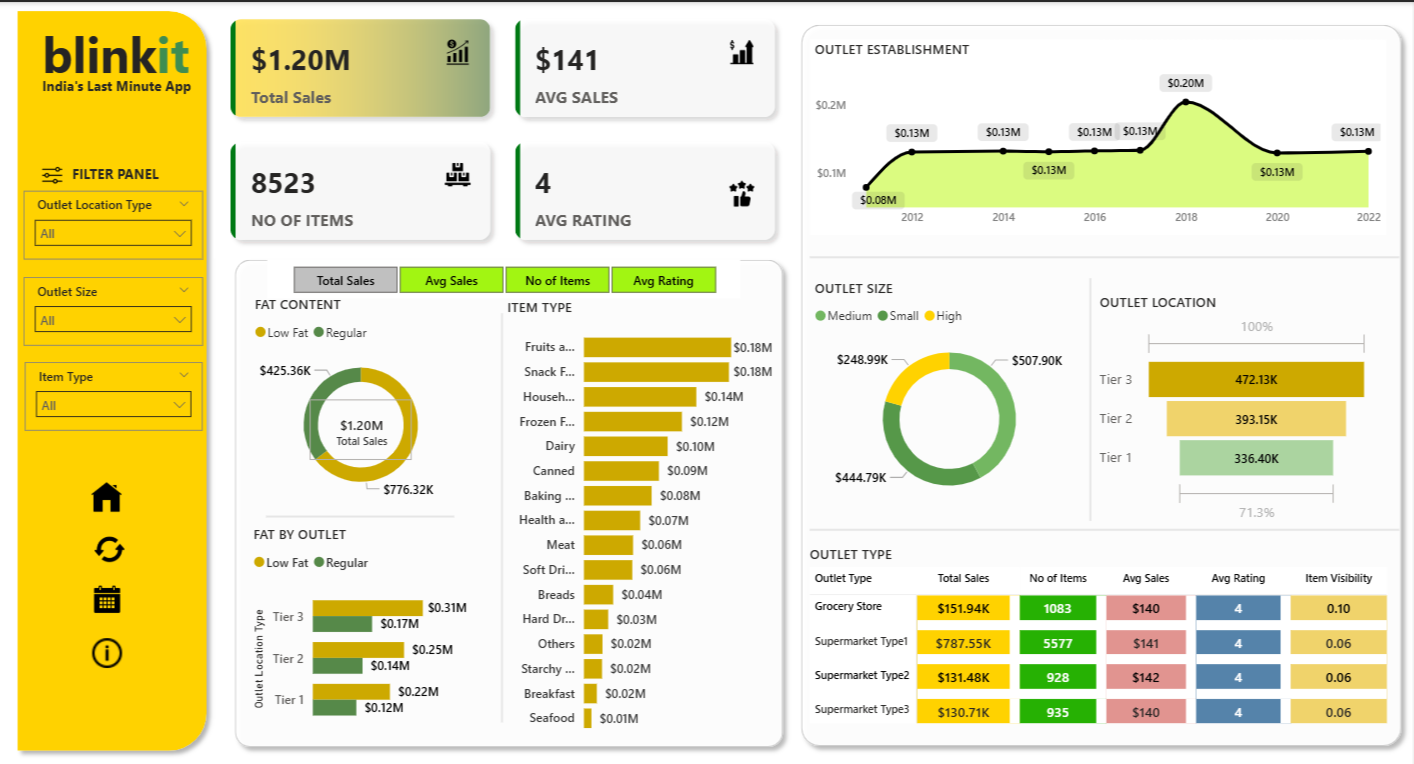 blinkit
India's Last Minute App
FILTER PANEL
Outlet Location Type
All
Outlet Size
All
Item Type
All
$1.20M
Total Sales
$141
AVG SALES
8523
NO OF ITEMS
4
AVG RATING
Total Sales
Avg Sales
No of Items
Avg Rating
FAT CONTENT
Low Fat Regular
$425.36K
$1.20M
Total Sales
$776.32K
FAT BY OUTLET
Low Fat Regular
Outlet Location Type
Tier 3 $0.31M
$0.17M
Tier 2 $0.25M
$0.14M
Tier 1 $0.22M
$0.12M
ITEM TYPE
Fruits a... $0.18M
Snack F... $0.18M
Househ... $0.14M
Frozen F... $0.12M
Dairy $0.10M
Canned $0.09M
Baking ... $0.08M
Health a... $0.07M
Meat $0.06M
Soft Dri... $0.06M
Breads $0.04M
Hard Dr... $0.03M
Others $0.02M
Starchy ... $0.02M
Breakfast $0.02M
Seafood $0.01M
OUTLET ESTABLISHMENT
$0.20M
$0.2M
$0.13M $0.13M $0.13M $0.13M $0.13M
$0.1M $0.13M $0.13M
$0.08M
2012 2014 2016 2018 2020 2022
OUTLET SIZE
Medium Small High
$248.99K $507.90K
$444.79K
OUTLET LOCATION
100%
Tier 3 472.13K
Tier 2 393.15K
Tier 1 336.40K
71.3%
OUTLET TYPE
Outlet Type Total Sales No of Items Avg Sales Avg Rating Item Visibility
Grocery Store $151.94K 1083 $140 4 0.10
Supermarket Type1 $787.55K 5577 $141 4 0.06
Supermarket Type2 $131.48K 928 $142 4 0.06
Supermarket Type3 $130.71K 935 $140 4 0.06